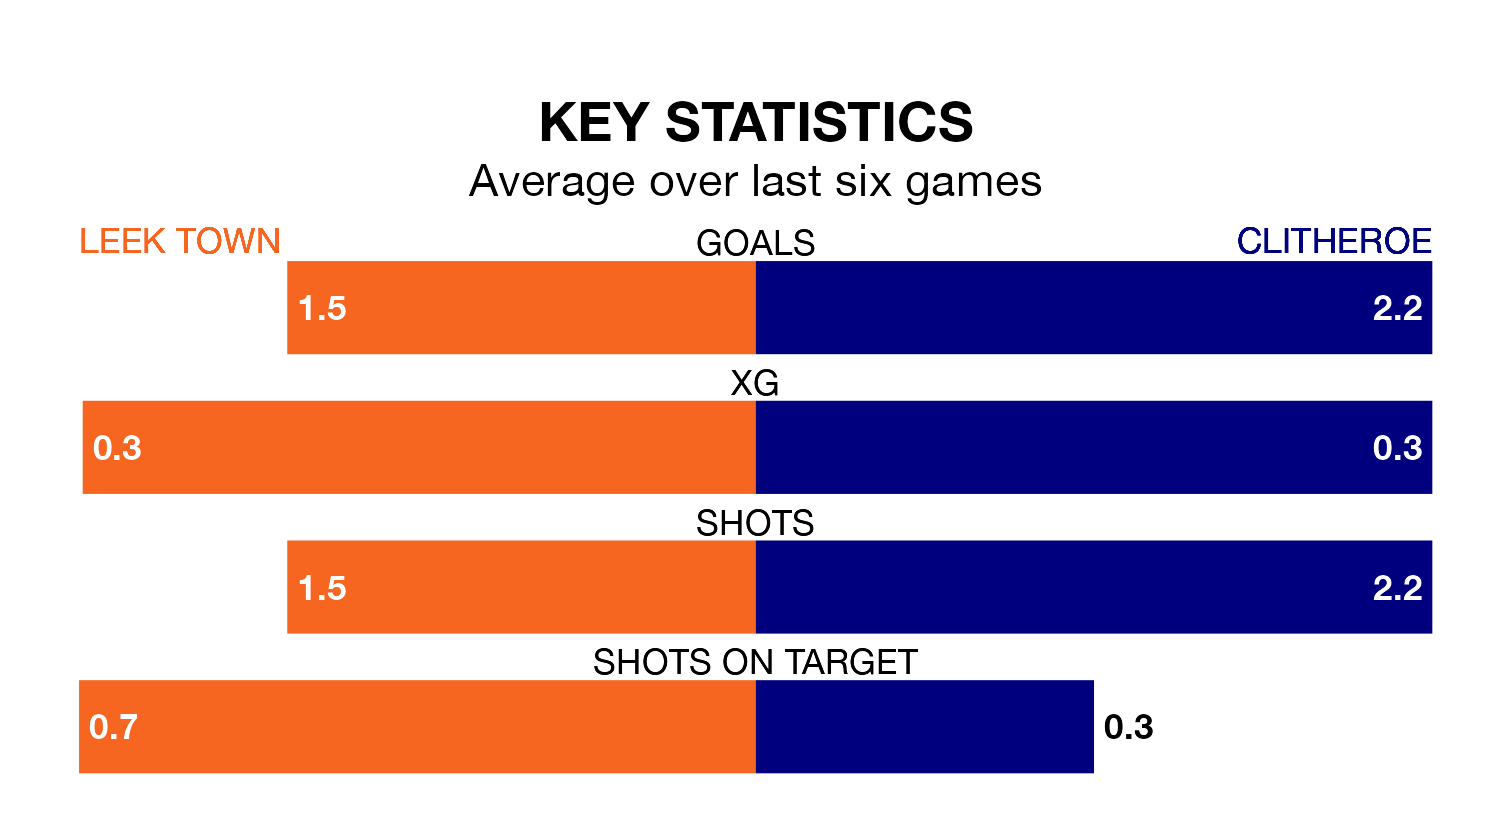 KEY STATISTICS
Average over last six games
LEEK TOWN GOALS CLITHEROE
1.5 2.2
XG
0.3 0.3
SHOTS
1.5 2.2
SHOTS ON TARGET
0.7 0.3